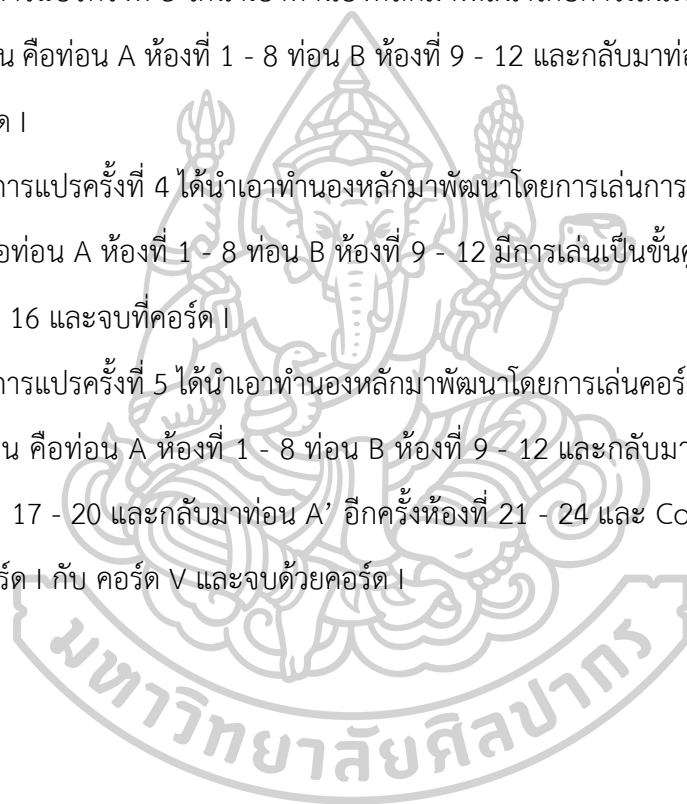 น คือท่อน A ห้องที่ 1 - 8 ท่อน B ห้องที่ 9 - 12 และกลับมาท่อ
ด I
การแปรครั้งที่ 4 ได้นำเอาทำนองหลักมาพัฒนาโดยการเล่นการ
อท่อน A ห้องที่ 1 - 8 ท่อน B ห้องที่ 9 - 12 มีการเล่นเป็นขั้นคู
16 และจบที่คอร์ด I
การแปรครั้งที่ 5 ได้นำเอาทำนองหลักมาพัฒนาโดยการเล่นคอร์
น คือท่อน A ห้องที่ 1 - 8 ท่อน B ห้องที่ 9 - 12 และกลับมา
17 - 20 และกลับมาท่อน A’ อีกครั้งห้องที่ 21 - 24 และ Co
ร์ด I กับ คอร์ด V และจบด้วยคอร์ด I
มหาวิทยาลัยศิลปากร